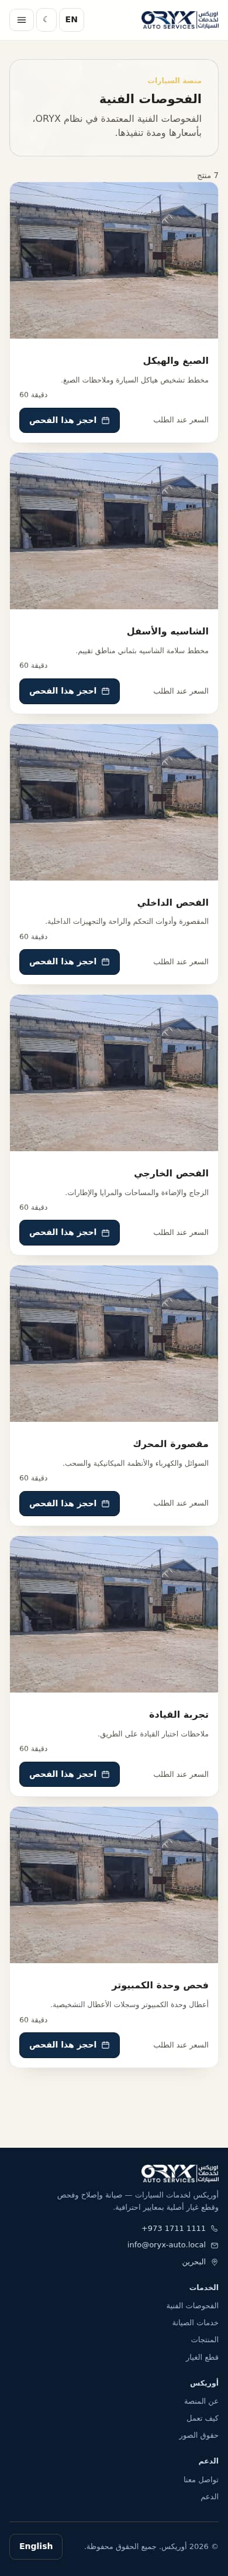 ORYX
AUTO SERVICES
أوريكس
لخدمات
السيارات
EN
منصة السيارات
الفحوصات الفنية
الفحوصات الفنية المعتمدة في نظام ORYX،
بأسعارها ومدة تنفيذها.
7 منتج
الصبغ والهيكل
مخطط تشخيص هياكل السيارة وملاحظات الصبغ.
60 دقيقة
السعر عند الطلب
احجز هذا الفحص
الشاسيه والأسفل
مخطط سلامة الشاسيه بثماني مناطق تقييم.
60 دقيقة
السعر عند الطلب
احجز هذا الفحص
الفحص الداخلي
المقصورة وأدوات التحكم والراحة والتجهيزات الداخلية.
60 دقيقة
السعر عند الطلب
احجز هذا الفحص
الفحص الخارجي
الزجاج والإضاءة والمساحات والمرايا والإطارات.
60 دقيقة
السعر عند الطلب
احجز هذا الفحص
مقصورة المحرك
السوائل والكهرباء والأنظمة الميكانيكية والسحب.
60 دقيقة
السعر عند الطلب
احجز هذا الفحص
تجربة القيادة
ملاحظات اختبار القيادة على الطريق.
60 دقيقة
السعر عند الطلب
احجز هذا الفحص
فحص وحدة الكمبيوتر
أعطال وحدة الكمبيوتر وسجلات الأعطال التشخيصية.
60 دقيقة
السعر عند الطلب
احجز هذا الفحص
ORYX
AUTO SERVICES
أوريكس
لخدمات
السيارات
أوريكس لخدمات السيارات — صيانة وإصلاح وفحص
وقطع غيار أصلية بمعايير احترافية.
+973 1711 1111
info@oryx-auto.local
البحرين
الخدمات
الفحوصات الفنية
خدمات الصيانة
المنتجات
قطع الغيار
أوريكس
عن المنصة
كيف تعمل
حقوق الصور
الدعم
تواصل معنا
الدعم
© 2026 أوريكس. جميع الحقوق محفوظة.
English